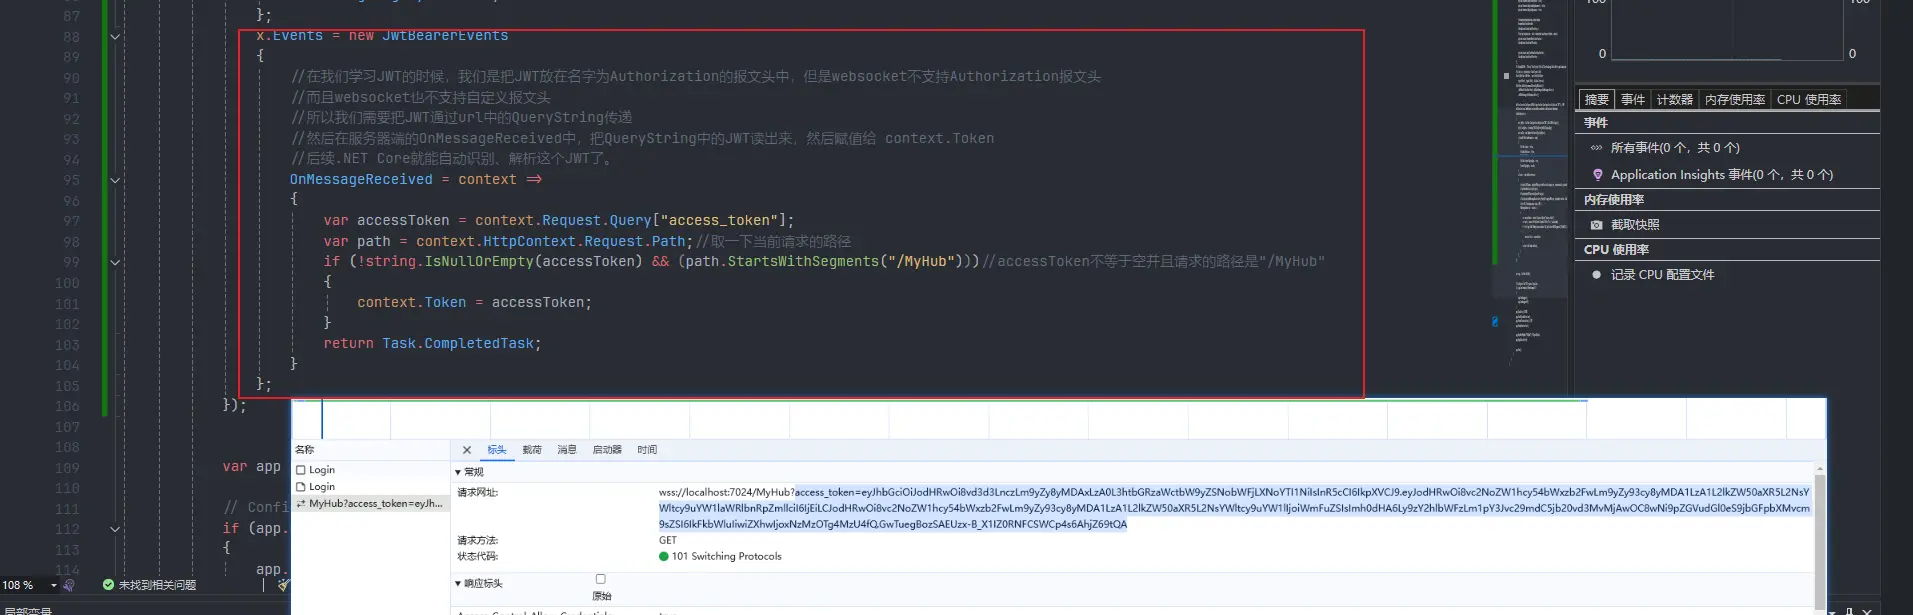 87 };
88 x.Events = new JwtBearerEvents
89 {
90 //在我们学习JWT的时候，我们是把JWT放在名字为Authorization的报文头中，但是websocket不支持Authorization报文头
91 //而且websocket也不支持自定义报文头
92 //所以我们需要把JWT通过url中的QueryString传递
93 //然后在服务器端的OnMessageReceived中，把QueryString中的JWT读出来，然后赋值给 context.Token
94 //后续.NET Core就能自动识别、解析这个JWT了。
95 OnMessageReceived = context =>
96 {
97 var accessToken = context.Request.Query["access_token"];
98 var path = context.HttpContext.Request.Path;//取一下当前请求的路径
99 if (!string.IsNullOrEmpty(accessToken) && (path.StartsWithSegments("/MyHub")))//accessToken不等于空并且请求的路径是"/MyHub"
100 {
101 context.Token = accessToken;
102 }
103 return Task.CompletedTask;
104 }
105 };
106 });
107
108
109 var app
110
111 // Confi
112 if (app.
113 {
114 app.
108 %
未找到相关问题
局部变量
0 0
摘要 事件 计数器 内存使用率 CPU 使用率
事件
所有事件(0 个，共 0 个)
Application Insights 事件(0 个，共 0 个)
内存使用率
截取快照
CPU 使用率
记录 CPU 配置文件
名称
Login
Login
MyHub?access_token=eyJh...
标头 载荷 消息 启动器 时间
常规
请求网址:
wss://localhost:7024/MyHub?access_token=
请求方法: GET
状态代码: 101 Switching Protocols
响应标头
原始